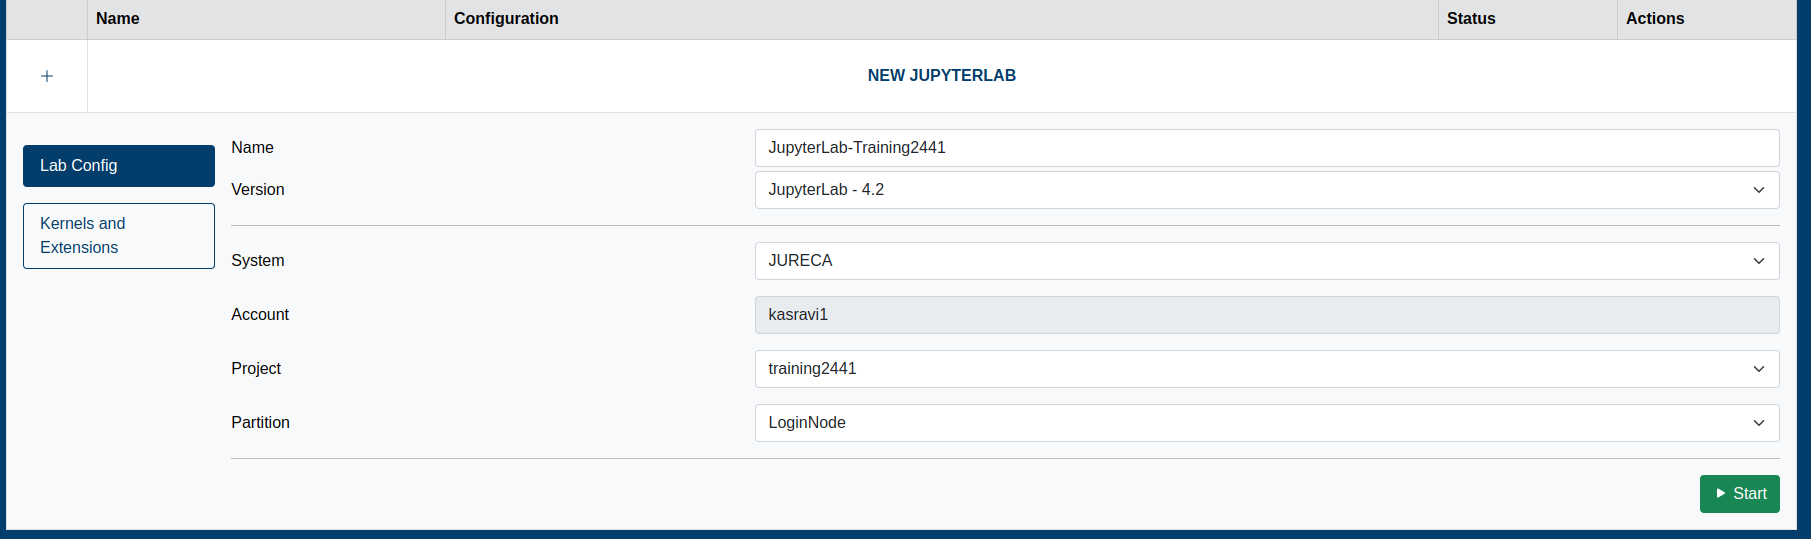 Name Configuration Status Actions
NEW JUPYTERLAB
Lab Config
Kernels and
Extensions
Name JupyterLab-Training2441
Version JupyterLab - 4.2
System JURECA
Account kasravi1
Project training2441
Partition LoginNode
Start